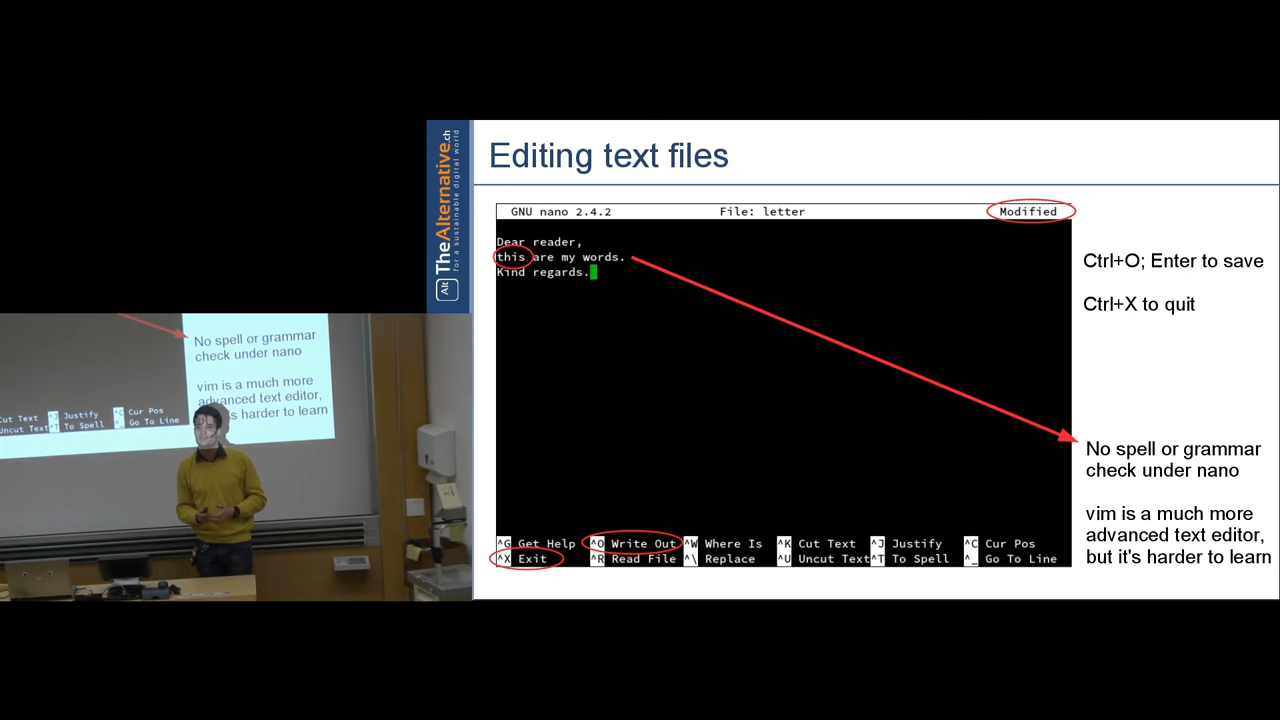 Alt TheAlternative.ch
for a sustainable digital world
Editing text files
GNU nano 2.4.2 File: letter Modified
Dear reader,
this are my words.
Kind regards.
^G Get Help ^O Write Out ^W Where Is ^K Cut Text ^J Justify ^C Cur Pos
^X Exit ^R Read File ^\ Replace ^U Uncut Text ^T To Spell ^_ Go To Line
Ctrl+O; Enter to save
Ctrl+X to quit
No spell or grammar
check under nano
vim is a much more
advanced text editor,
but it's harder to learn
No spell or grammar
check under nano
vim is a much more
advanced text editor,
's harder to learn
Cut Text ^J Justify ^C Cur Pos
Uncut Text ^T To Spell ^_ Go To Line